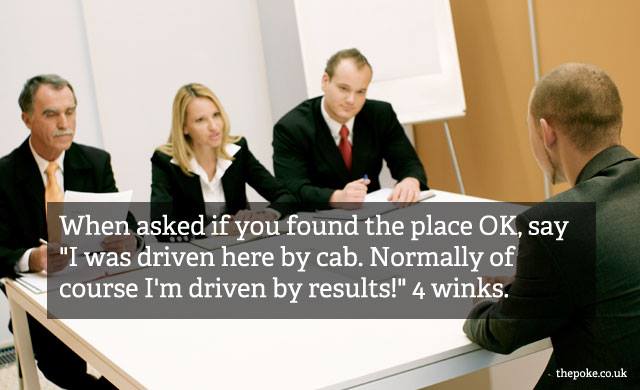 When asked if you found the place OK, say
"I was driven here by cab. Normally of
course I'm driven by results!" 4 winks.
thepoke.co.uk